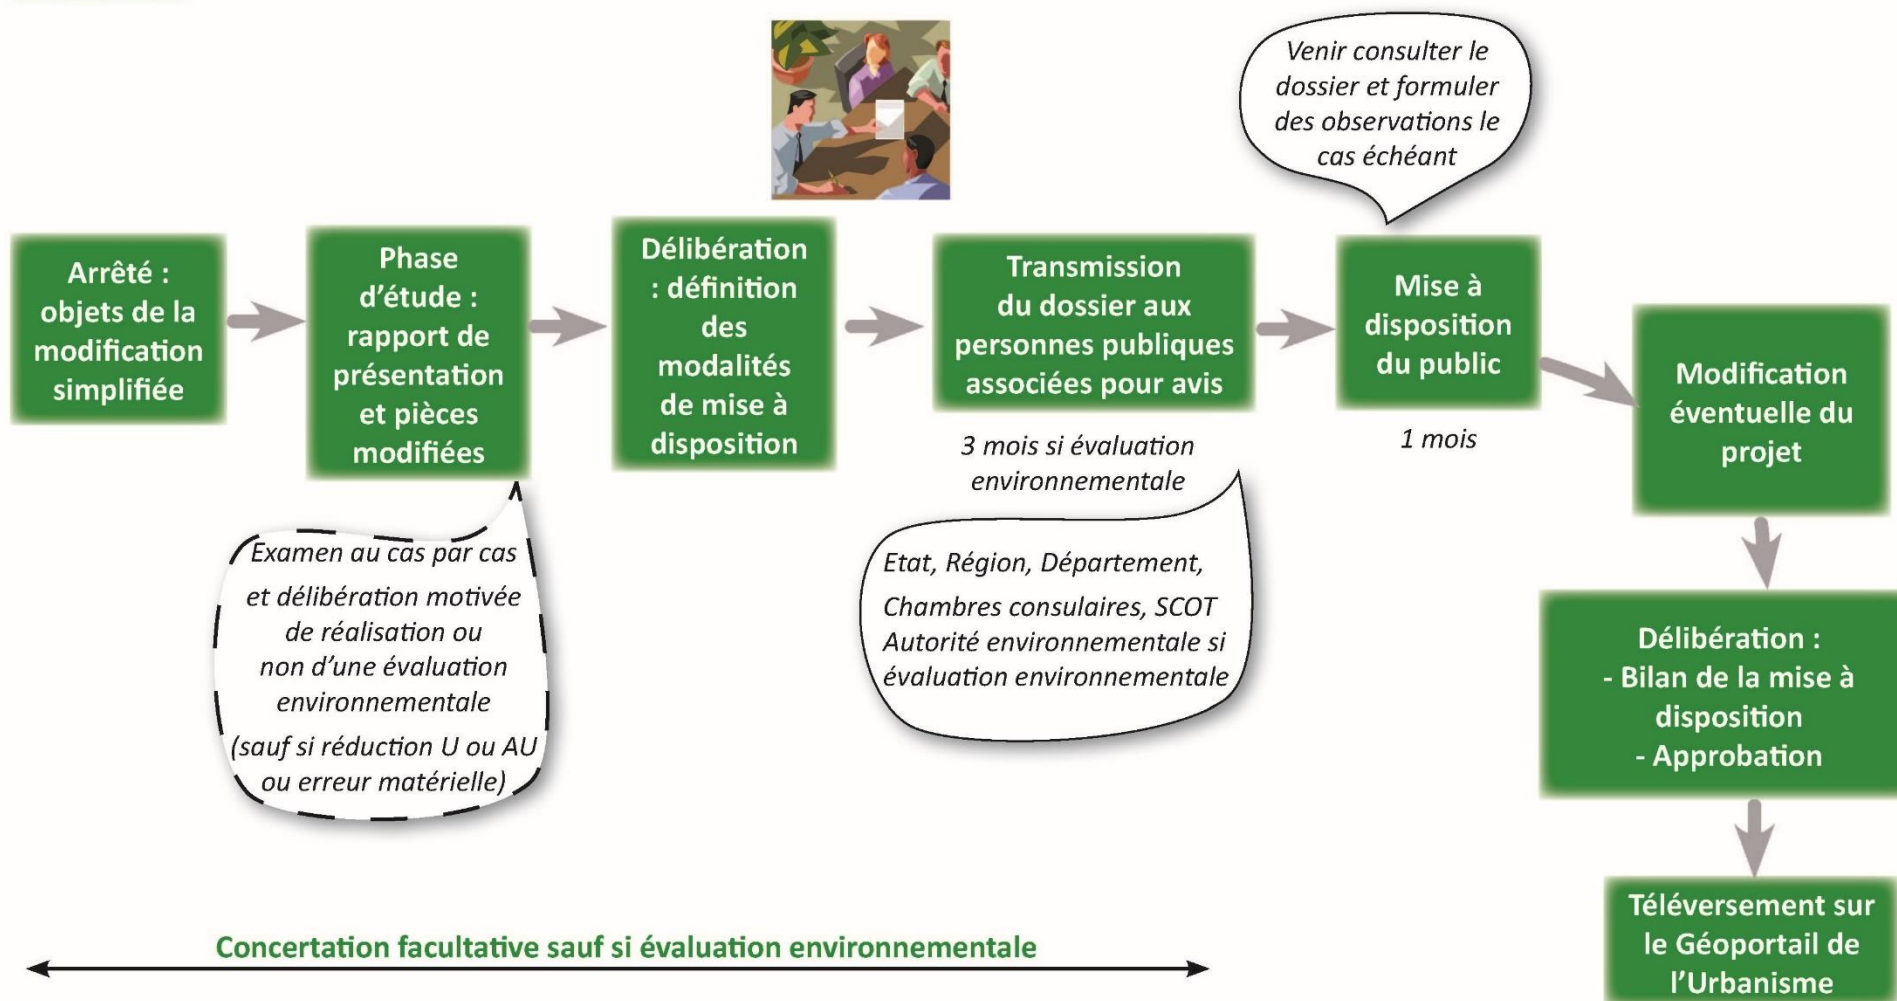 Arrêté :
objets de la
modification
simplifiée
Phase
d'étude :
rapport de
présentation
et pièces
modifiées
Délibération
: définition
des
modalités
de mise à
disposition
Transmission
du dossier aux
personnes publiques
associées pour avis
Venir consulter le
dossier et formuler
des observations le
cas échéant
Mise à
disposition
du public
Modification
éventuelle du
projet
3 mois si évaluation
environnementale
1 mois
Examen au cas par cas
et délibération motivée
de réalisation ou
non d'une évaluation
environnementale
(sauf si réduction U ou AU
ou erreur matérielle)
Etat, Région, Département,
Chambres consulaires, SCOT
Autorité environnementale si
évaluation environnementale
Délibération :
- Bilan de la mise à
disposition
- Approbation
Téléversement sur
le Géoportail de
l'Urbanisme
Concertation facultative sauf si évaluation environnementale